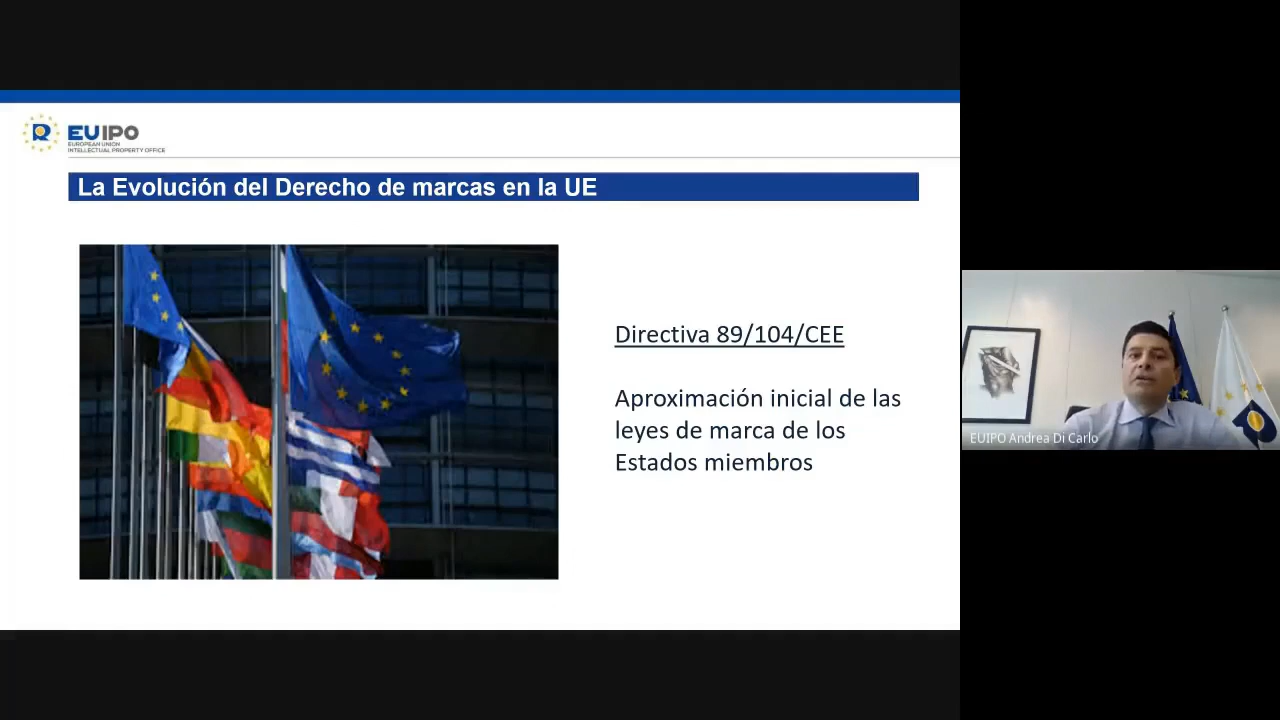 EUIPO
EUROPEAN UNION
INTELLECTUAL PROPERTY OFFICE
La Evolución del Derecho de marcas en la UE
Directiva 89/104/CEE
Aproximación inicial de las
leyes de marca de los
Estados miembros
EUIPO Andrea Di Carlo